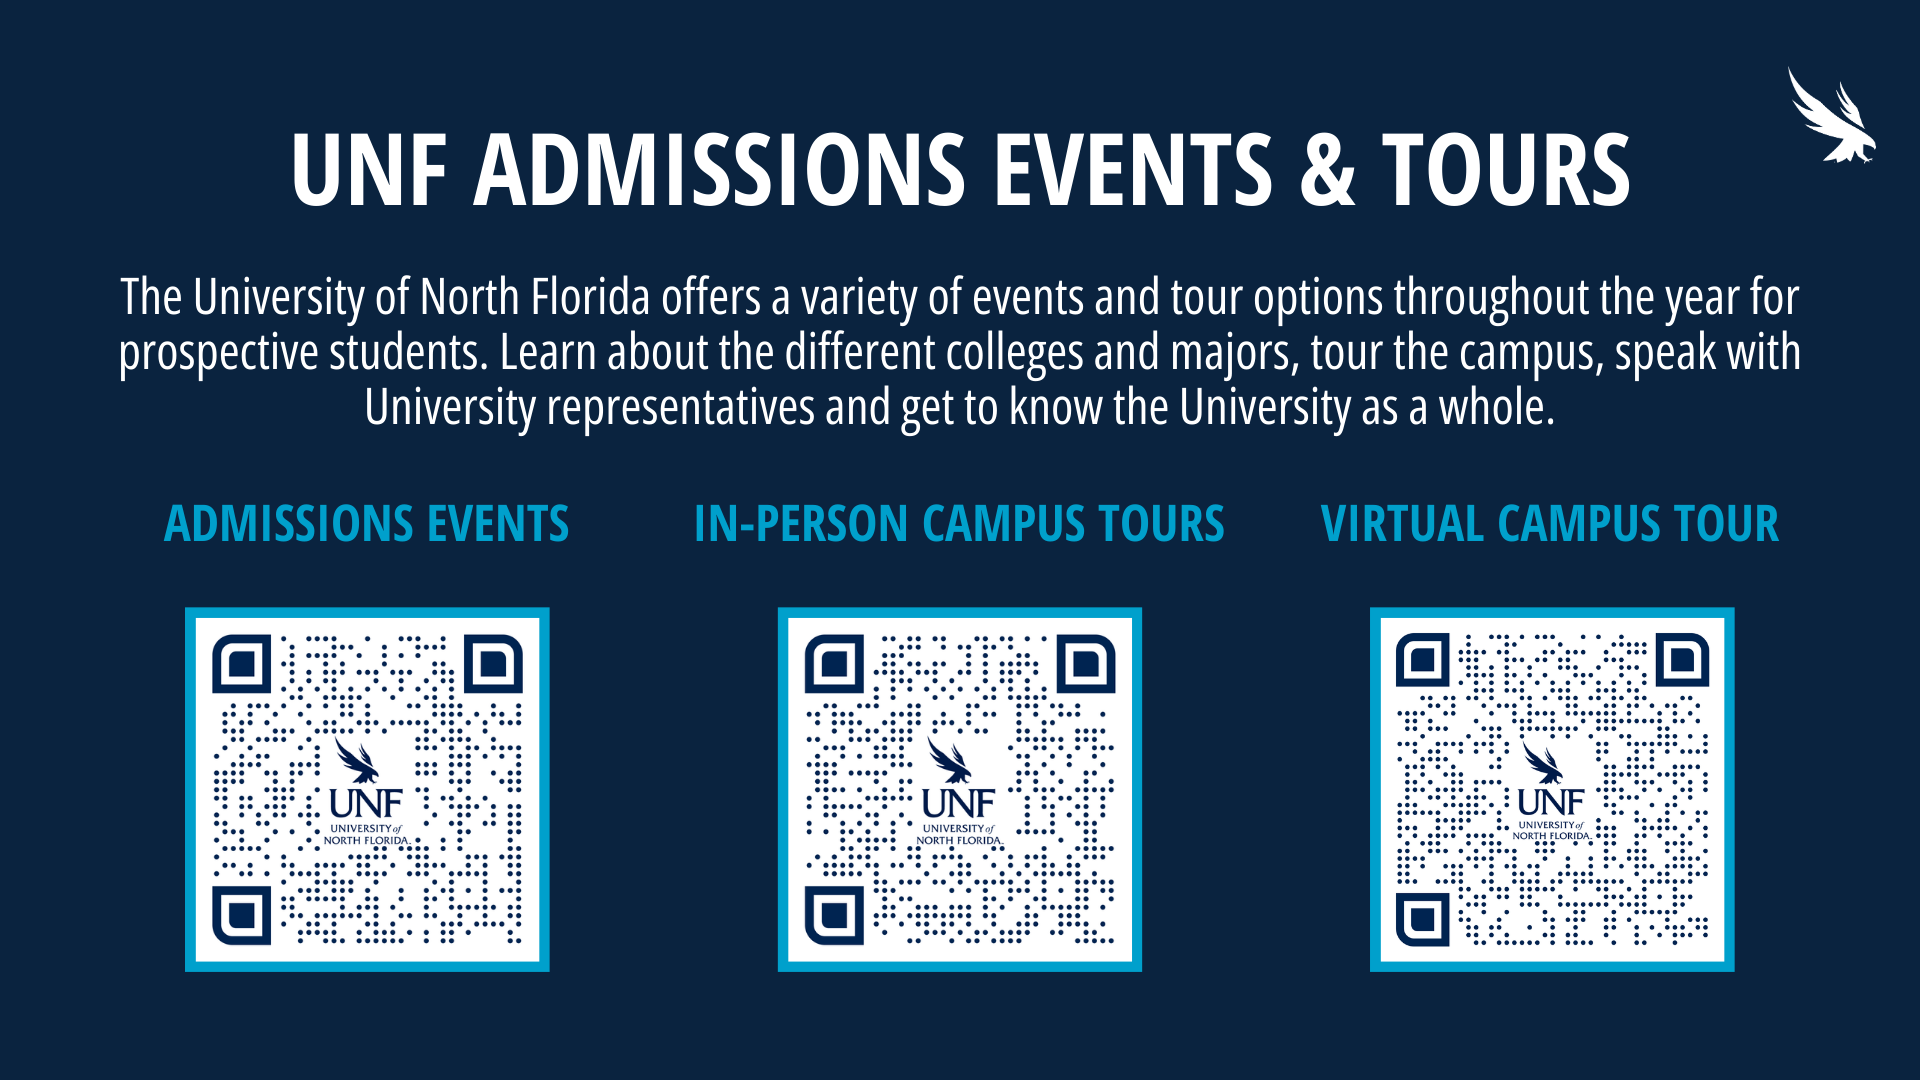 UNF ADMISSIONS EVENTS & TOURS
The University of North Florida offers a variety of events and tour options throughout the year for
prospective students. Learn about the different colleges and majors, tour the campus, speak with
University representatives and get to know the University as a whole.
ADMISSIONS EVENTS
IN-PERSON CAMPUS TOURS
VIRTUAL CAMPUS TOUR
UNF
UNIVERSITY of
NORTH FLORIDA.
UNF
UNIVERSITY of
NORTH FLORIDA.
UNF
UNIVERSITY of
NORTH FLORIDA.